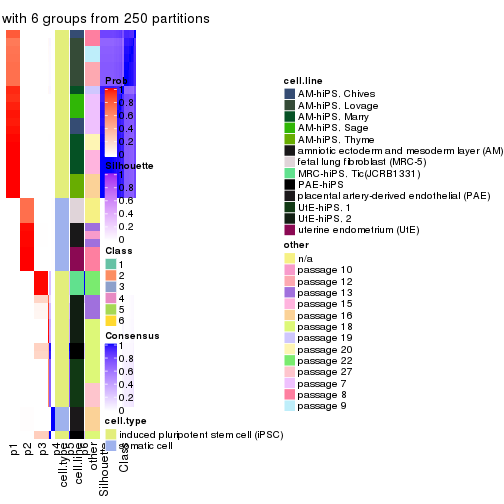 with 6 groups from 250 partitions
Prob
0.8
0.6
0.4
0.2
0
Silhouette
1
0.8
0.6
0.4
0.2
0
Class
1
2
3
4
5
6
Consensus
1
0.8
0.6
0.4
0.2
0
cell.type
induced pluripotent stem cell (iPSC)
somatic cell
cell.line
AM-hiPS. Chives
AM-hiPS. Lovage
AM-hiPS. Marry
AM-hiPS. Sage
AM-hiPS. Thyme
amniotic ectoderm and mesoderm layer (AM)
fetal lung fibroblast (MRC-5)
MRC-hiPS. Tic(JCRB1331)
PAE-hiPS
placental artery-derived endothelial (PAE)
UtE-hiPS. 1
UtE-hiPS. 2
uterine endometrium (UtE)
other
n/a
passage 10
passage 12
passage 13
passage 15
passage 16
passage 18
passage 19
passage 20
passage 22
passage 27
passage 7
passage 8
passage 9
p1
p2
p3
p4
cell.type
p5
cell.line
p6
other
Silhouette
Class